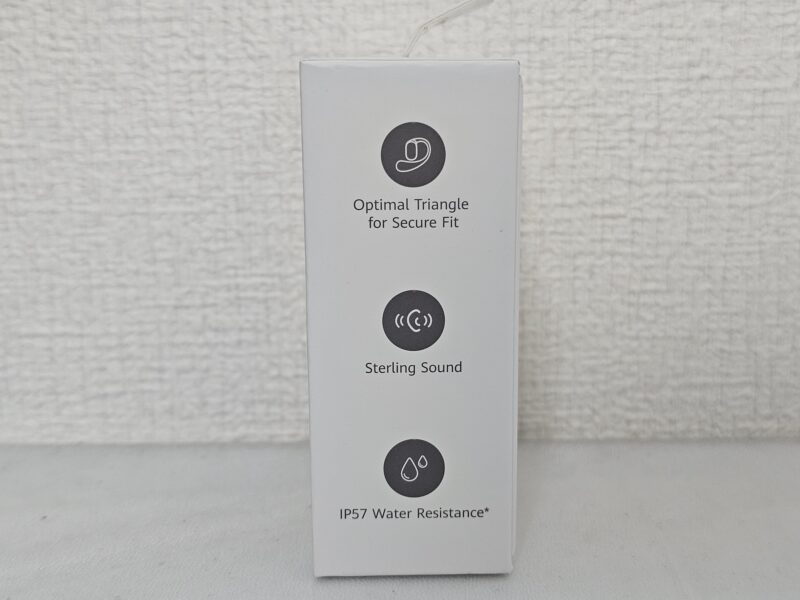 Optimal Triangle
for Secure Fit
Sterling Sound
IP57 Water Resistance*